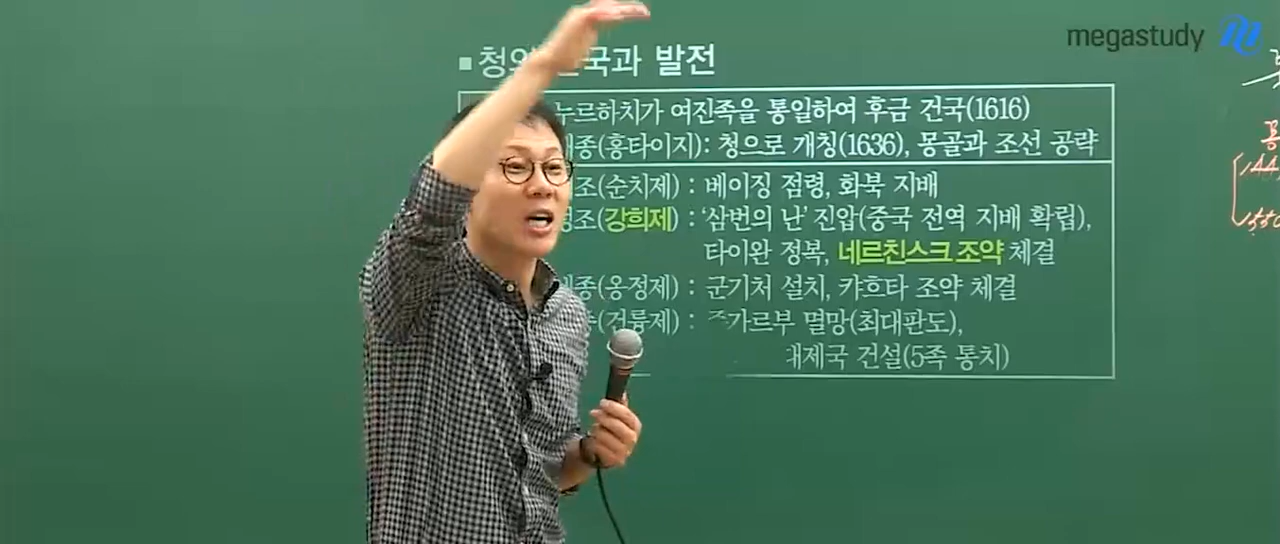 megastudy
■청의 건국과 발전
누르하치가 여진족을 통일하여 후금 건국(1616)
태종(홍타이지): 청으로 개칭(1636), 몽골과 조선 공략
조(순치제) : 베이징 점령, 화북 지배
성조(강희제) : ‘삼번의 난’ 진압(중국 전역 지배 확립),
타이완 정복, 네르친스크 조약 체결
세종(옹정제) : 군기처 설치, 캬흐타 조약 체결
(건륭제) : 준가르부 멸망(최대판도),
대제국 건설(5족 통치)